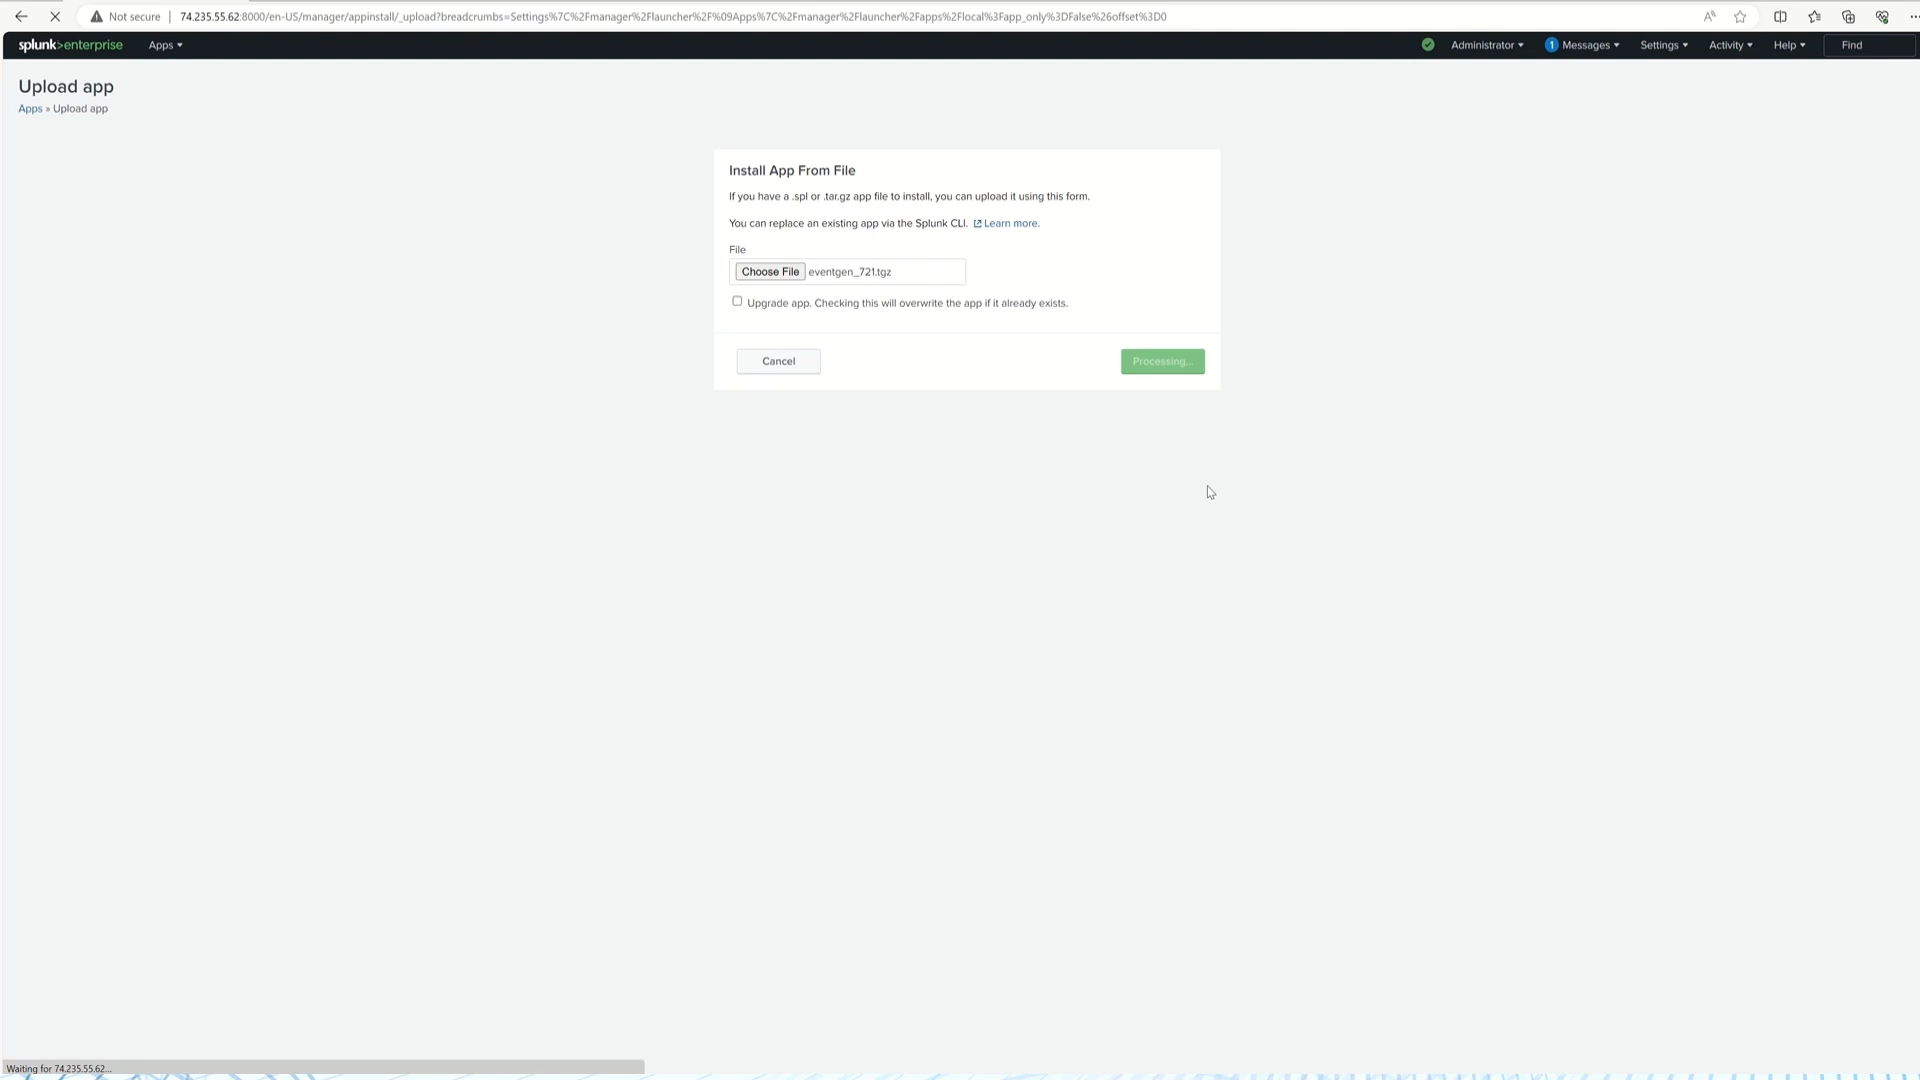 Not secure | 74.235.55.62:8000/en-US/manager/appinstall/_upload?breadcrumbs=Settings%7C%2Fmanager%2Flauncher%2F%09Apps%7C%2Fmanager%2Flauncher%2Fapps%2Flocal%3Fapp_only%3DFalse%26offset%3D0
splunk>enterprise Apps Administrator 1 Messages Settings Activity Help Find
Upload app
Apps » Upload app
Install App From File
If you have a .spl or .tar.gz app file to install, you can upload it using this form.
You can replace an existing app via the Splunk CLI. Learn more.
File
Choose File eventgen_721.tgz
Upgrade app. Checking this will overwrite the app if it already exists.
Cancel Processing...
Waiting for 74.235.55.62...